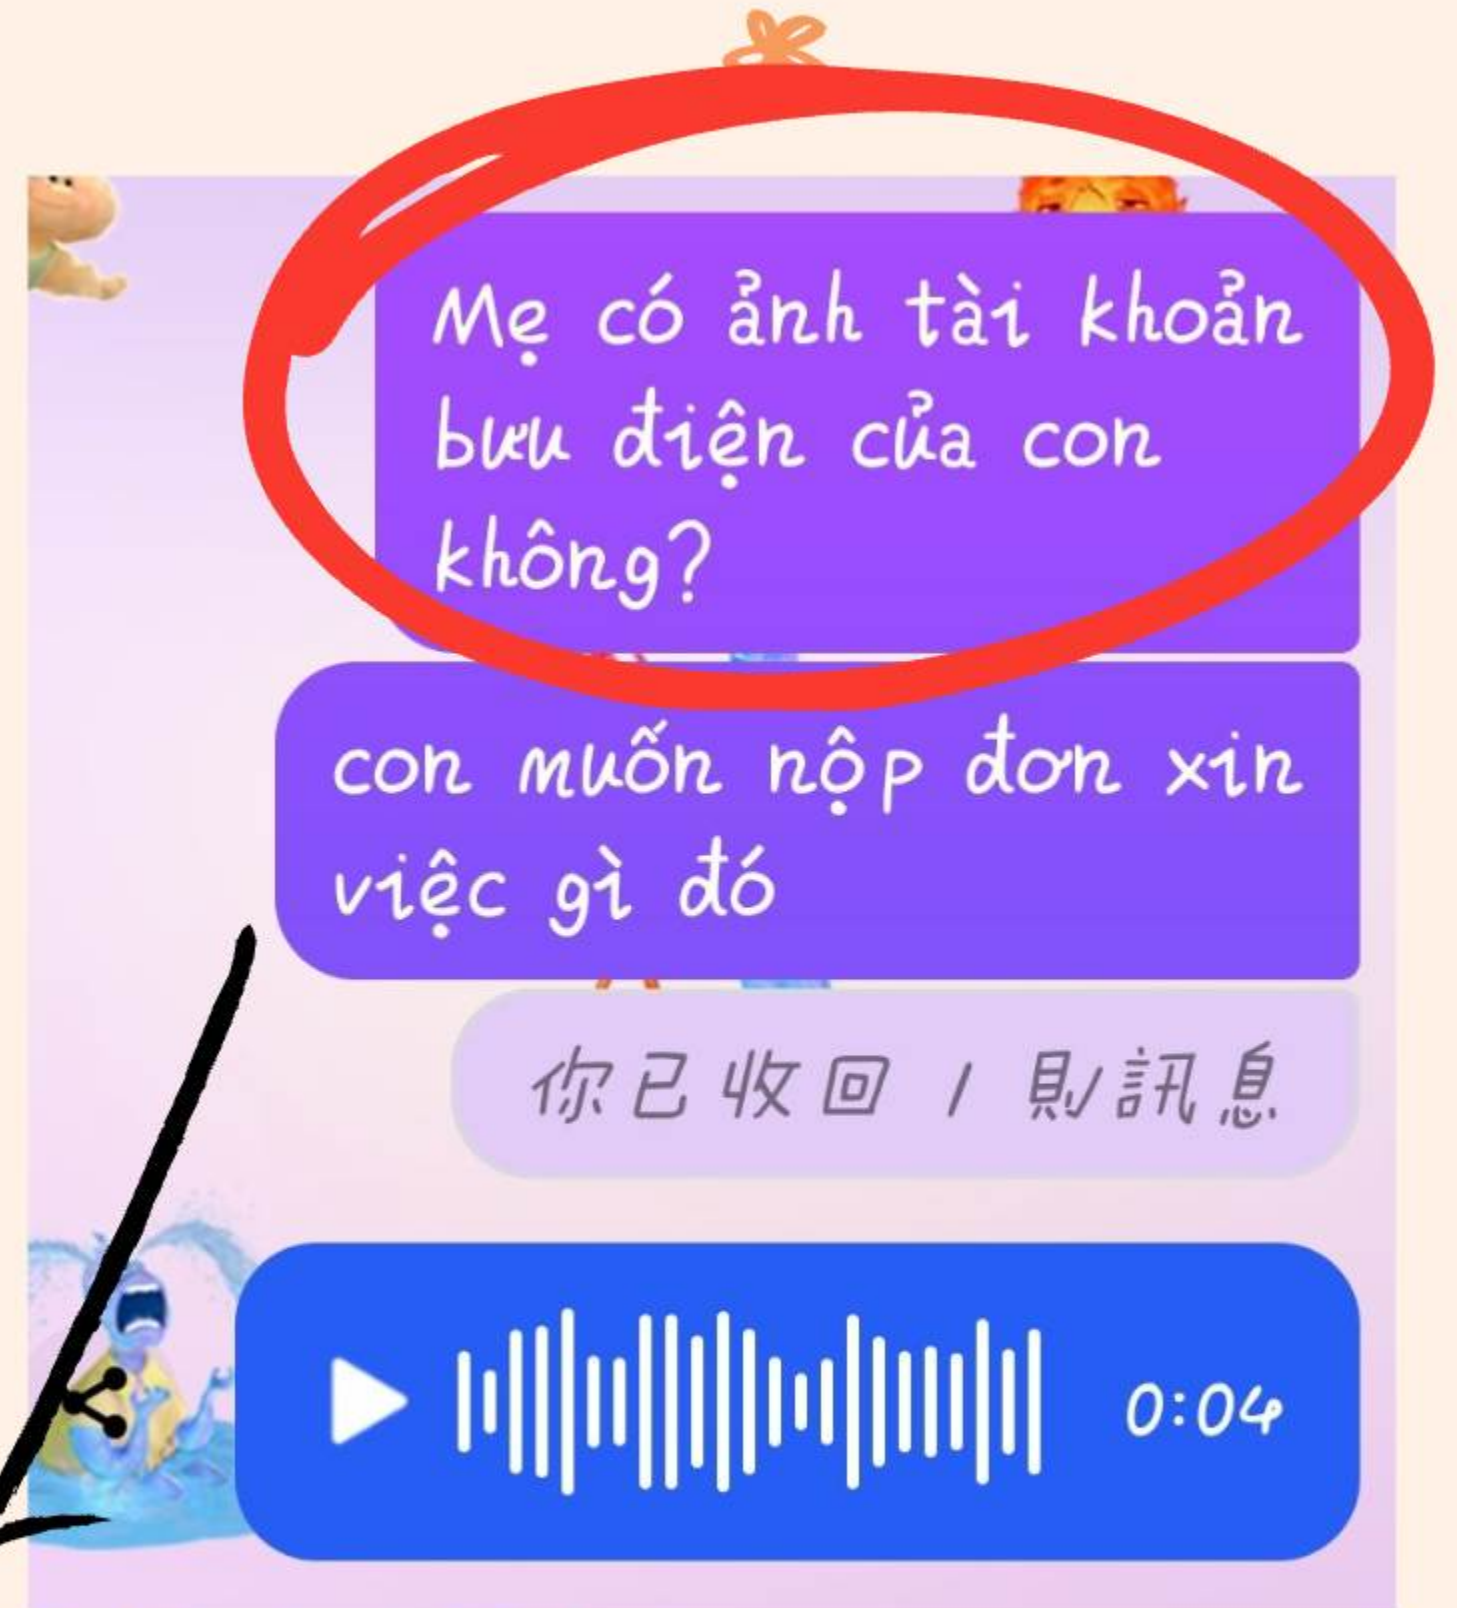 Mẹ có ảnh tài khoản
bưu điện của con
không?
con muốn nộp đơn xin
việc gì đó
你已收回 1 則訊息
0:04